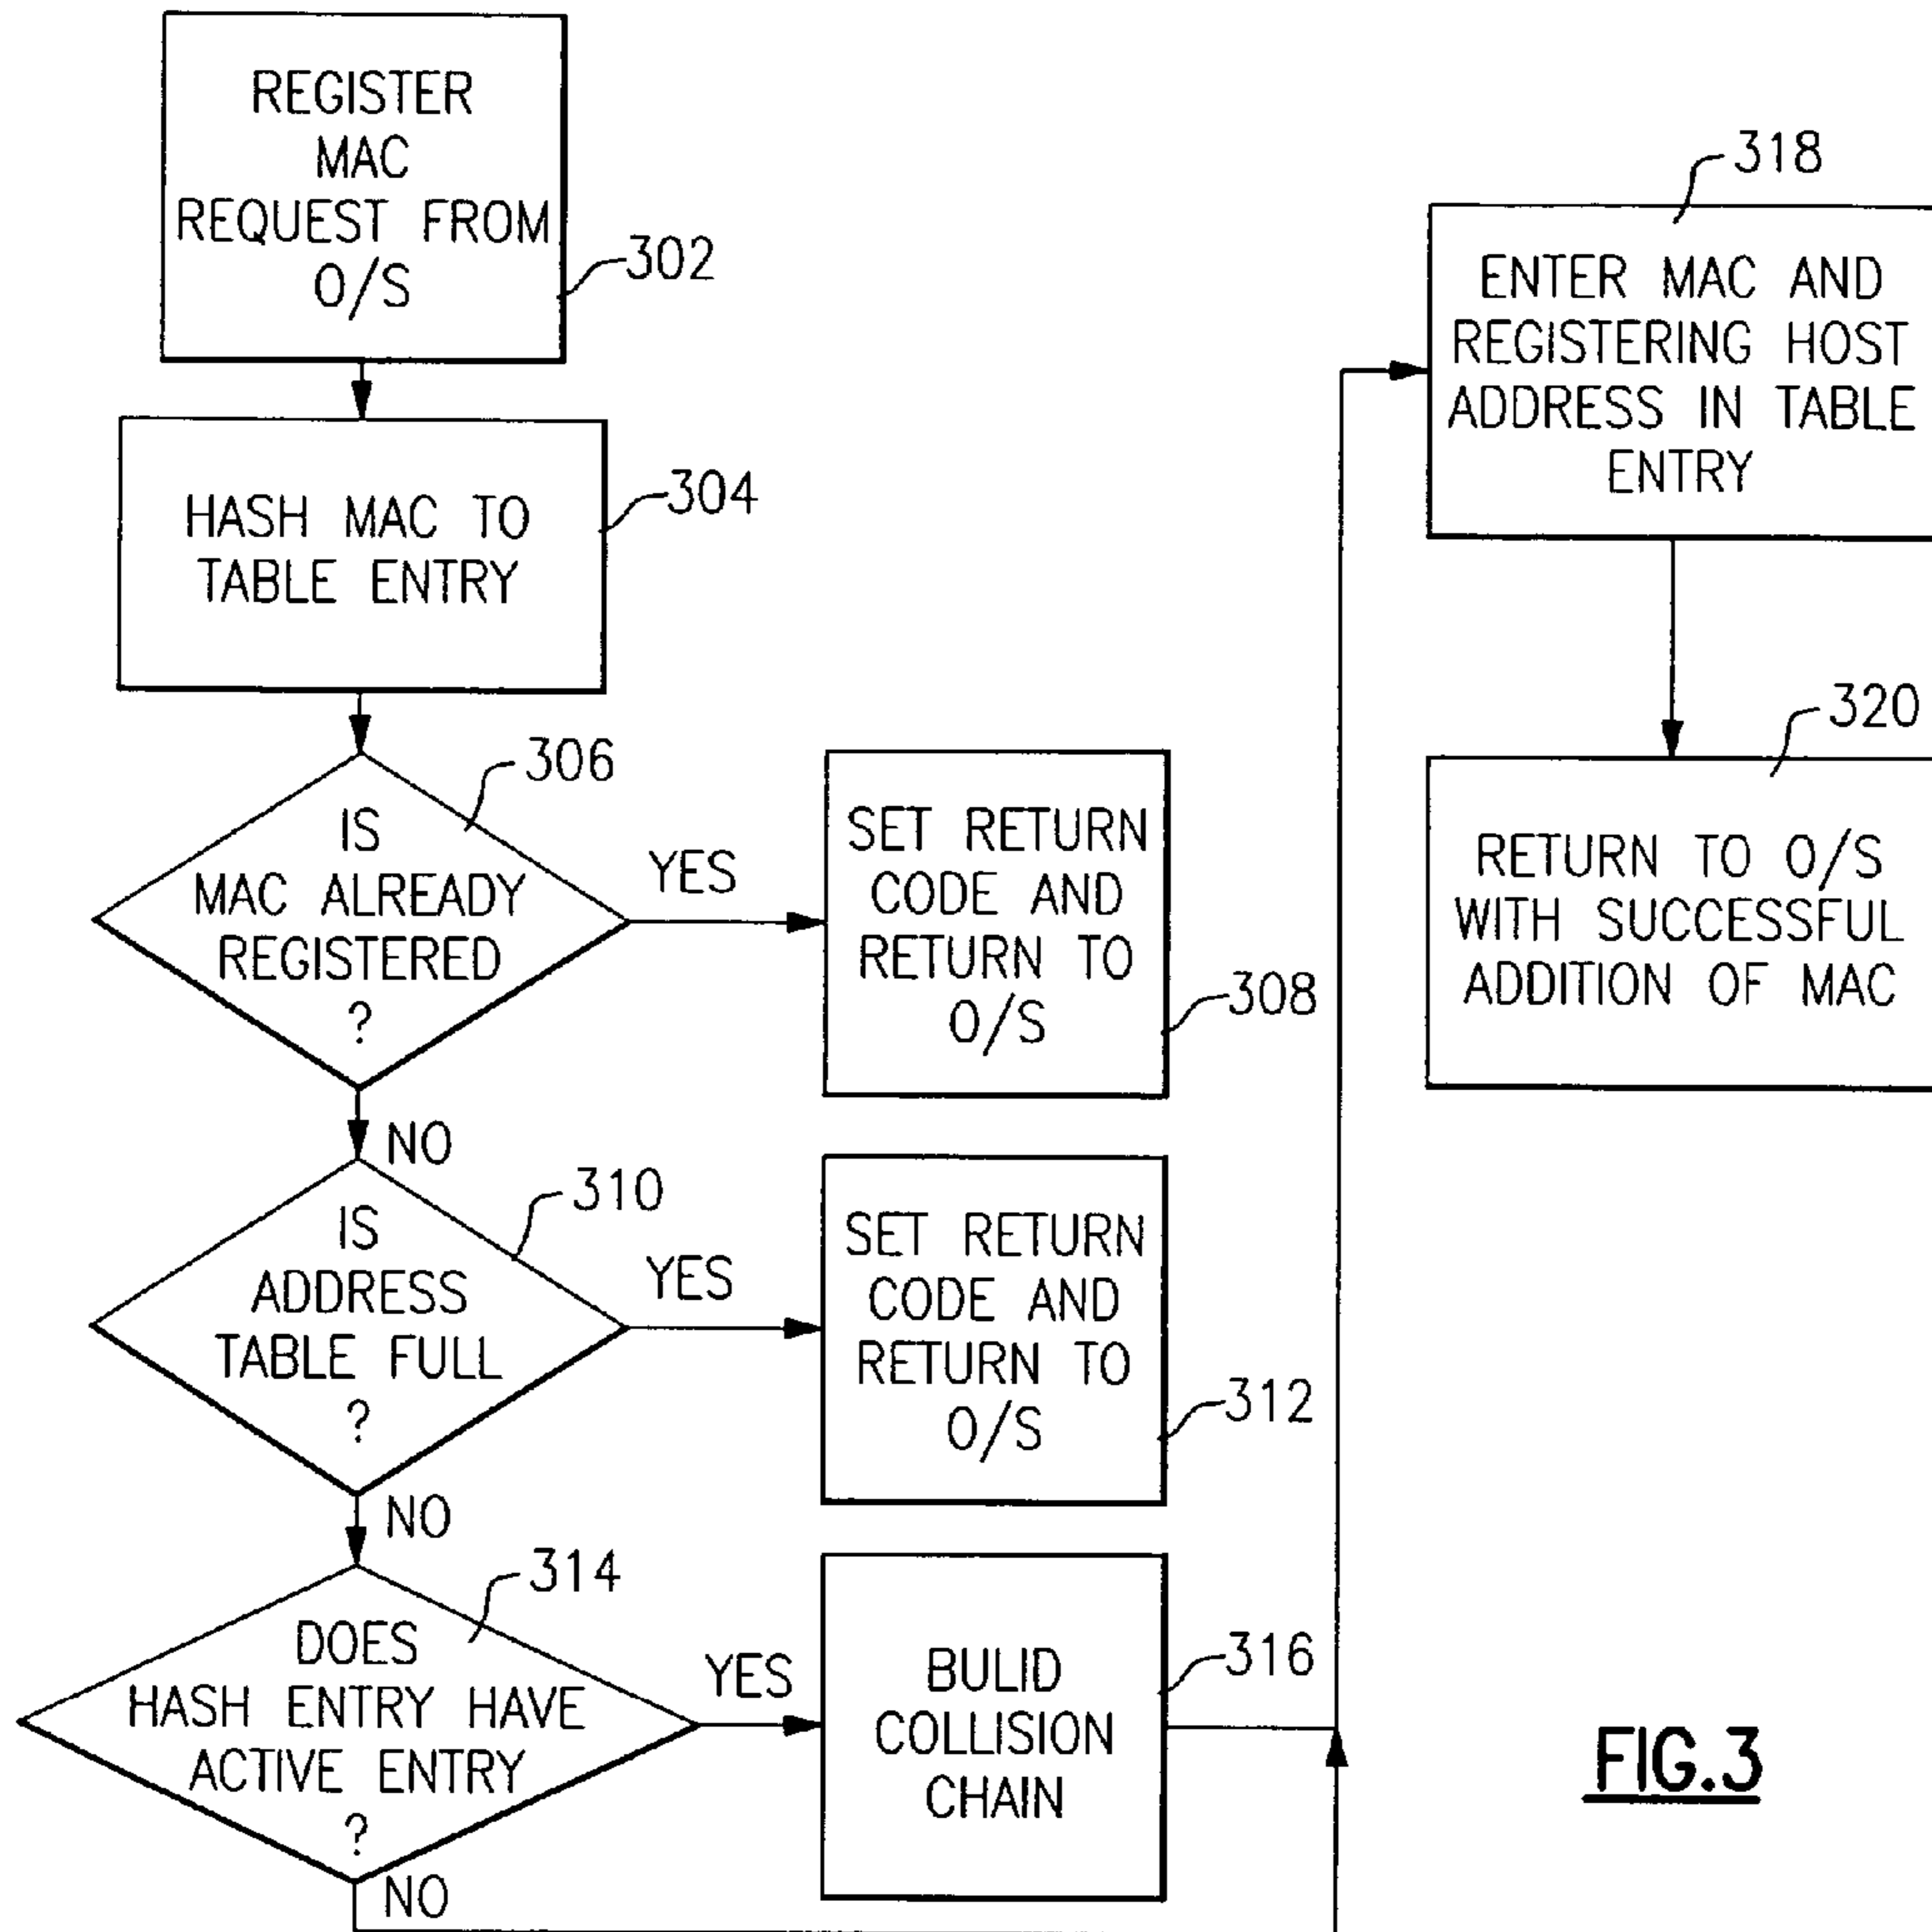 REGISTER
MAC
REQUEST FROM
O/S
302
HASH MAC TO
TABLE ENTRY
304
IS
MAC ALREADY
REGISTERED
?
306
YES
SET RETURN
CODE AND
RETURN TO
O/S
308
NO
IS
ADDRESS
TABLE FULL
?
310
YES
SET RETURN
CODE AND
RETURN TO
O/S
312
NO
DOES
HASH ENTRY HAVE
ACTIVE ENTRY
?
314
YES
BULID
COLLISION
CHAIN
316
NO
318
ENTER MAC AND
REGISTERING HOST
ADDRESS IN TABLE
ENTRY
320
RETURN TO O/S
WITH SUCCESSFUL
ADDITION OF MAC
FIG.3